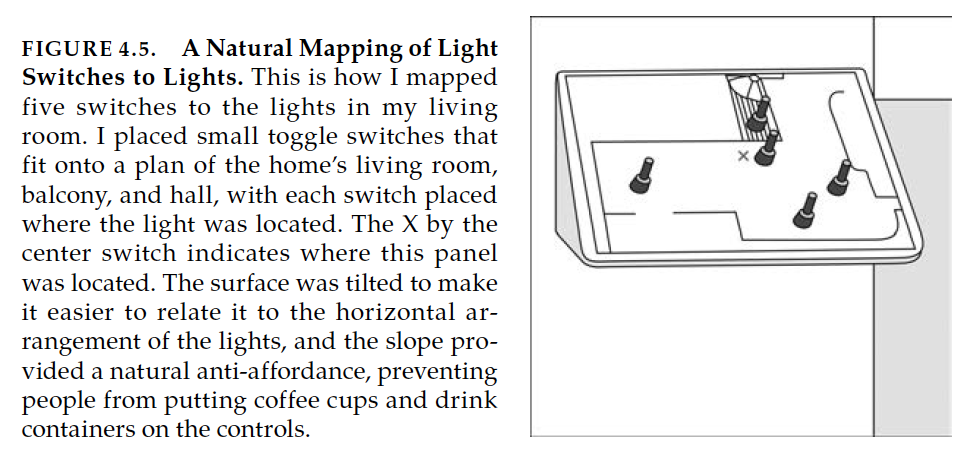 FIGURE 4.5. A Natural Mapping of Light
Switches to Lights. This is how I mapped
five switches to the lights in my living
room. I placed small toggle switches that
fit onto a plan of the home’s living room,
balcony, and hall, with each switch placed
where the light was located. The X by the
center switch indicates where this panel
was located. The surface was tilted to make
it easier to relate it to the horizontal ar-
rangement of the lights, and the slope pro-
vided a natural anti-affordance, preventing
people from putting coffee cups and drink
containers on the controls.
×